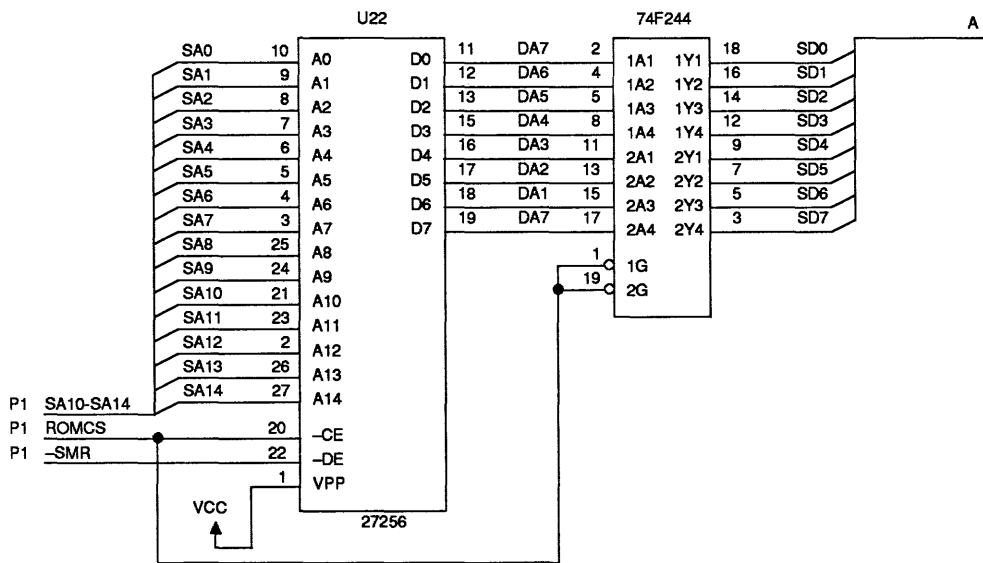 U22 74F244 A
SA0 10 A0 D0 11 DA7 2 1A1 1Y1 18 SD0
SA1 9 A1 D1 12 DA6 4 1A2 1Y2 16 SD1
SA2 8 A2 D2 13 DA5 5 1A3 1Y3 14 SD2
SA3 7 A3 D3 15 DA4 8 1A4 1Y4 12 SD3
SA4 6 A4 D4 16 DA3 11 2A1 2Y1 9 SD4
SA5 5 A5 D5 17 DA2 13 2A2 2Y2 7 SD5
SA6 4 A6 D6 18 DA1 15 2A3 2Y3 5 SD6
SA7 3 A7 D7 19 DA7 17 2A4 2Y4 3 SD7
SA8 25 A8 1 1G
SA9 24 A9 19 2G
SA10 21 A10
SA11 23 A11
SA12 2 A12
SA13 26 A13
SA14 27 A14
P1 SA10-SA14
P1 ROMCS 20 –CE
P1 –SMR 22 –DE
1 VPP
VCC
27256